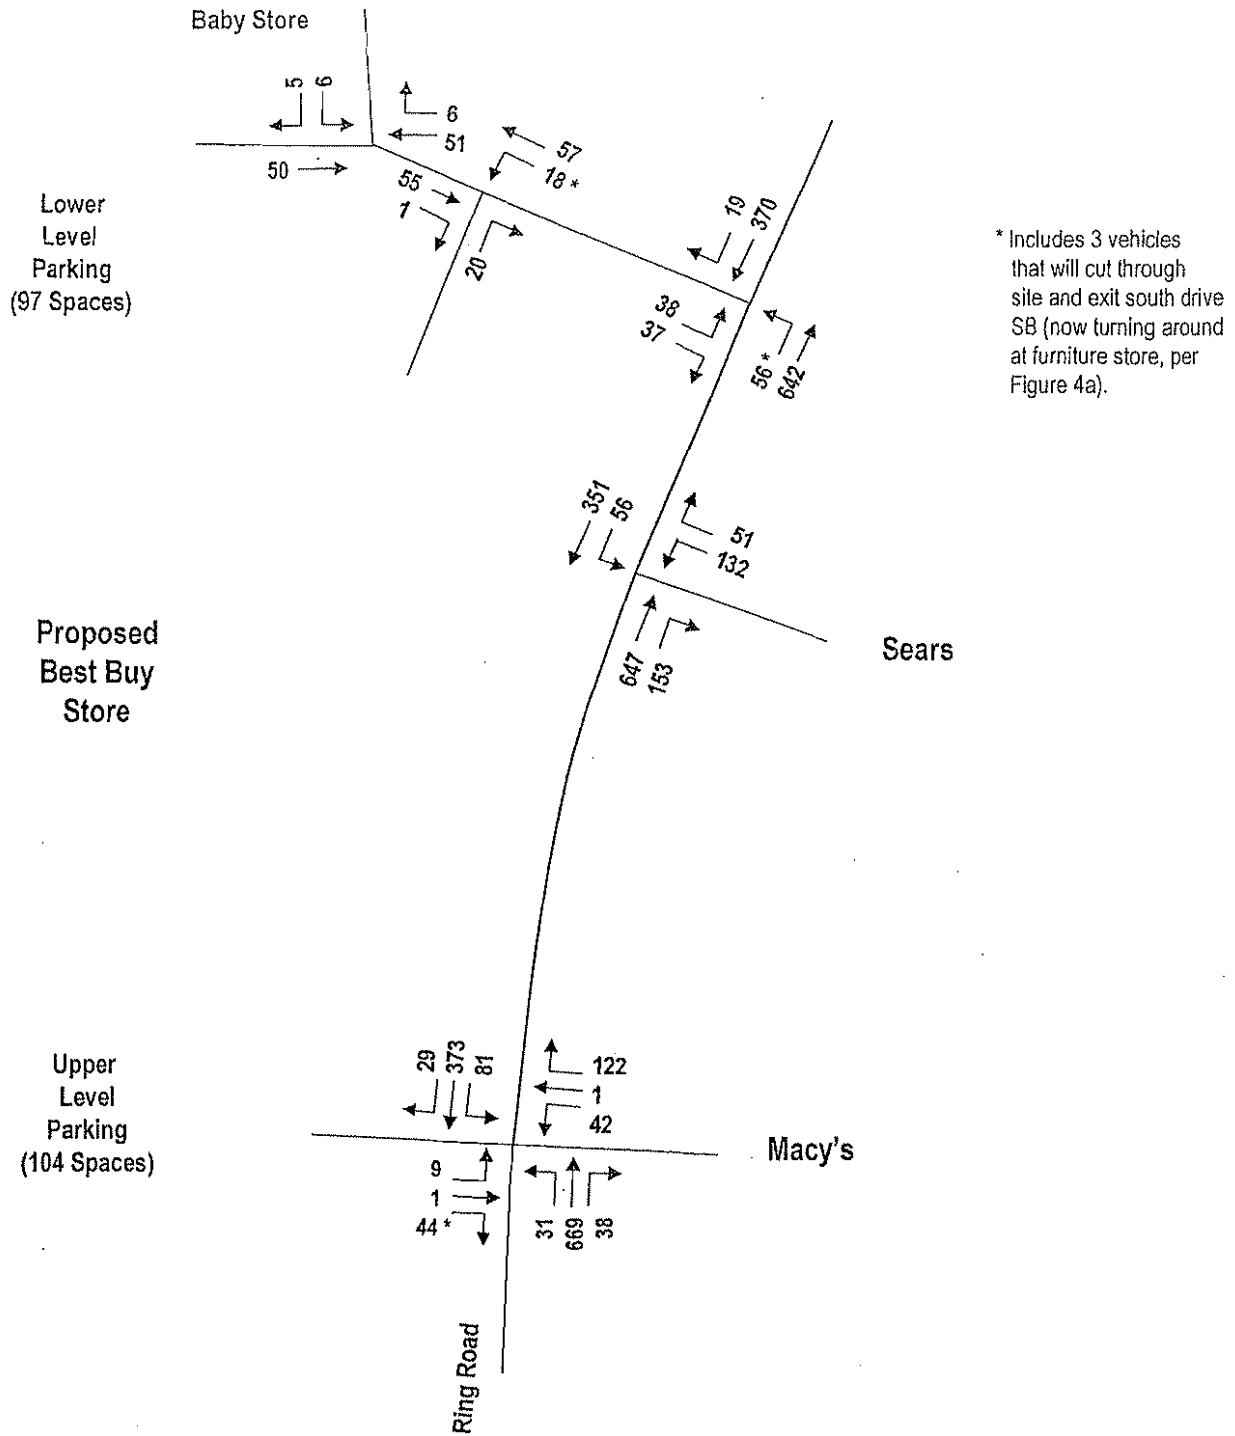 Baby Store
5
6
6
51
50
57
18 *
55
1
20
19
370
Lower
Level
Parking
(97 Spaces)
* Includes 3 vehicles
that will cut through
site and exit south drive
SB (now turning around
at furniture store, per
Figure 4a).
38
37
56 *
642
351
56
51
132
Proposed
Best Buy
Store
Sears
647
153
Upper
Level
Parking
(104 Spaces)
29
373
81
122
1
42
Macy's
9
1
44 *
31
669
38
Ring Road